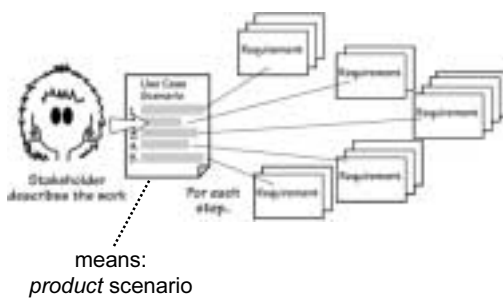 Requirement
Use Case
Scenario
1.
2.
3.
4.
5.
Requirement
Requirement
Requirement
Requirement
Stakeholder
describes the work
For each
step..
means:
product scenario